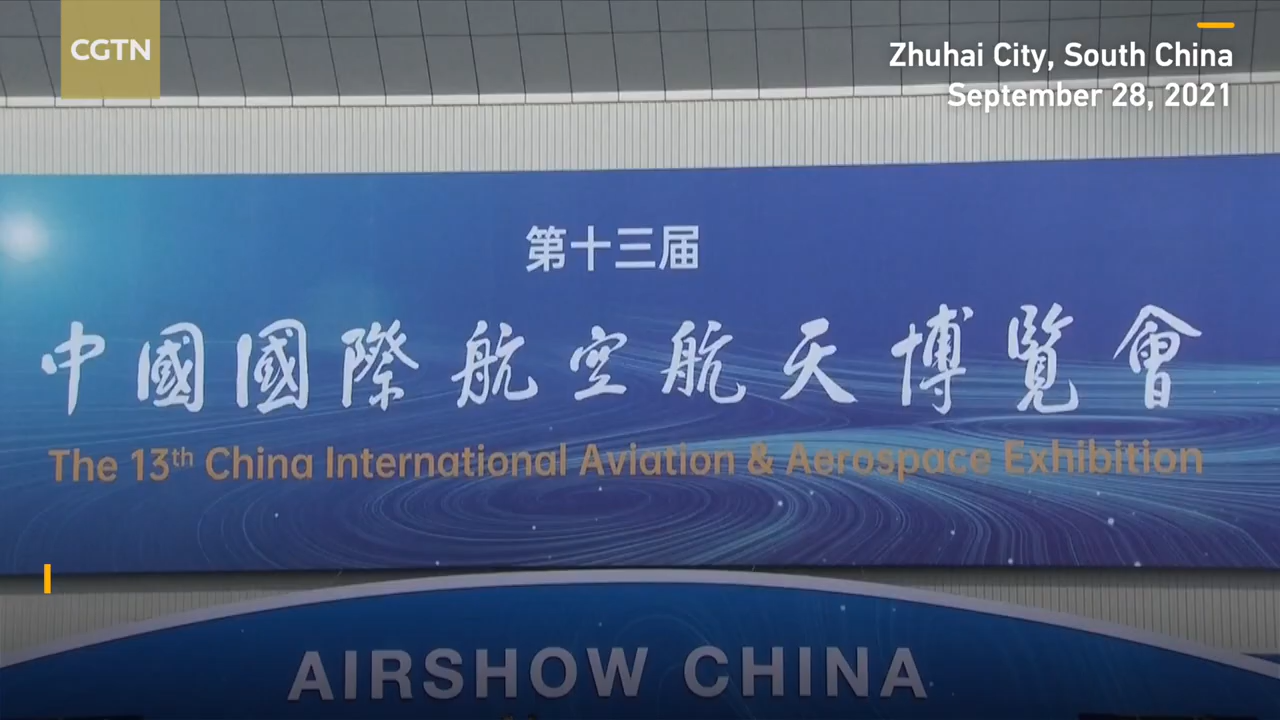 CGTN
Zhuhai City, South China
September 28, 2021
第十三届
中國國際航空航天博覽會
The 13th China International Aviation & Aerospace Exhibition
AIRSHOW CHINA